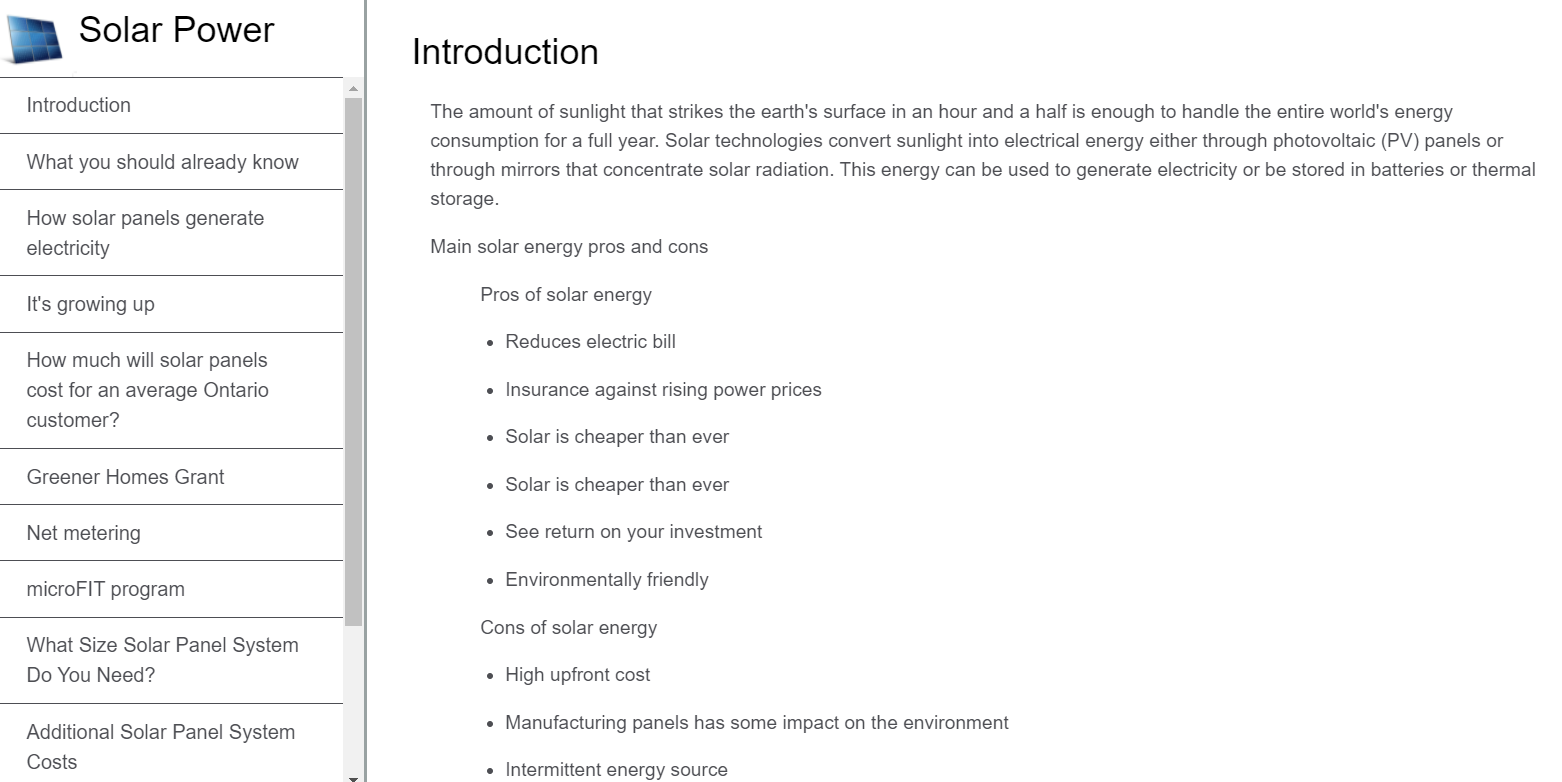 Solar Power
Introduction
What you should already know
How solar panels generate
electricity
It's growing up
How much will solar panels
cost for an average Ontario
customer?
Greener Homes Grant
Net metering
microFIT program
What Size Solar Panel System
Do You Need?
Additional Solar Panel System
Costs
Introduction
The amount of sunlight that strikes the earth's surface in an hour and a half is enough to handle the entire world's energy
consumption for a full year. Solar technologies convert sunlight into electrical energy either through photovoltaic (PV) panels or
through mirrors that concentrate solar radiation. This energy can be used to generate electricity or be stored in batteries or thermal
storage.
Main solar energy pros and cons
Pros of solar energy
• Reduces electric bill
• Insurance against rising power prices
• Solar is cheaper than ever
• Solar is cheaper than ever
• See return on your investment
• Environmentally friendly
Cons of solar energy
• High upfront cost
• Manufacturing panels has some impact on the environment
• Intermittent energy source